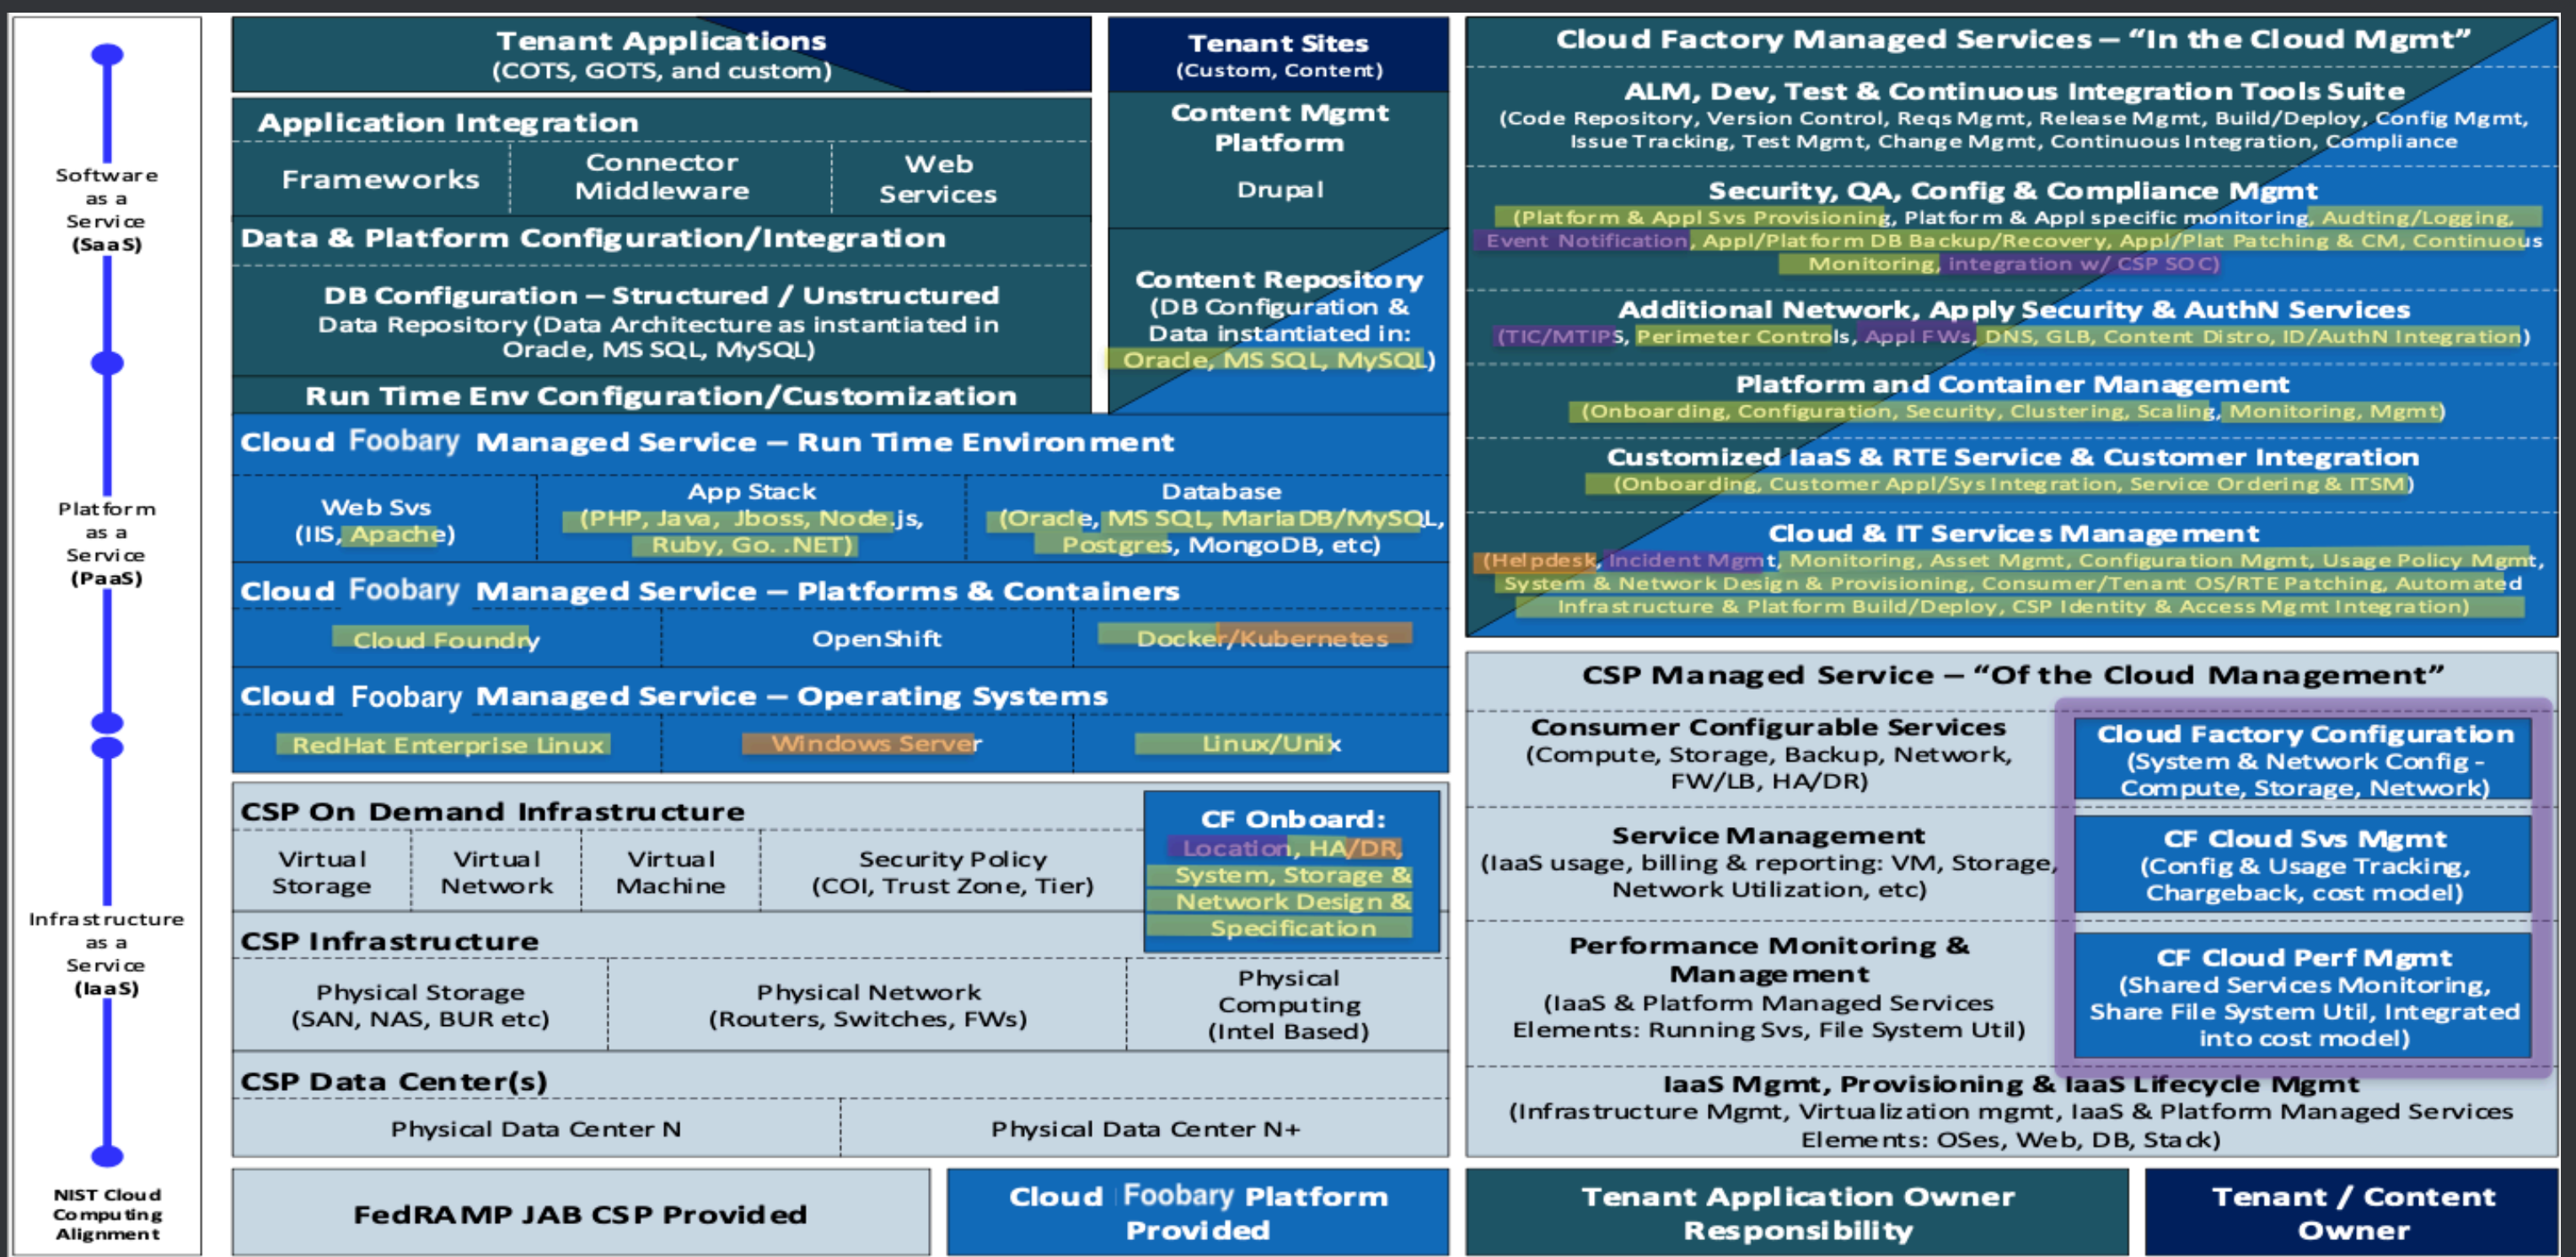 Software
as a
Service
(SaaS)
Platform
as a
Service
(PaaS)
Infrastructure
as a
Service
(IaaS)
NIST Cloud
Computing
Alignment
Tenant Applications
(COTS, GOTS, and custom)
Application Integration
Frameworks
Connector
Middleware
Web
Services
Data & Platform Configuration/Integration
DB Configuration – Structured / Unstructured
Data Repository (Data Architecture as instantiated in
Oracle, MS SQL, MySQL)
Run Time Env Configuration/Customization
Tenant Sites
(Custom, Content)
Content Mgmt
Platform
Drupal
Content Repository
(DB Configuration &
Data instantiated in:
Oracle, MS SQL, MySQL)
Cloud Foobary Managed Service – Run Time Environment
Web Svs
(IIS, Apache)
App Stack
(PHP, Java, Jboss, Node.js,
Ruby, Go. .NET)
Database
(Oracle, MS SQL, MariaDB/MySQL,
Postgres, MongoDB, etc)
Cloud Foobary Managed Service – Platforms & Containers
Cloud Foundry
OpenShift
Docker/Kubernetes
Cloud Foobary Managed Service – Operating Systems
RedHat Enterprise Linux
Windows Server
Linux/Unix
CSP On Demand Infrastructure
Virtual
Storage
Virtual
Network
Virtual
Machine
Security Policy
(COI, Trust Zone, Tier)
CF Onboard:
Location, HA/DR,
System, Storage &
Network Design &
Specification
CSP Infrastructure
Physical Storage
(SAN, NAS, BUR etc)
Physical Network
(Routers, Switches, FWs)
Physical
Computing
(Intel Based)
CSP Data Center(s)
Physical Data Center N
Physical Data Center N+
Cloud Factory Managed Services – “In the Cloud Mgmt”
ALM, Dev, Test & Continuous Integration Tools Suite
(Code Repository, Version Control, Reqs Mgmt, Release Mgmt, Build/Deploy, Config Mgmt,
Issue Tracking, Test Mgmt, Change Mgmt, Continuous Integration, Compliance
Security, QA, Config & Compliance Mgmt
(Platform & Appl Svs Provisioning, Platform & Appl specific monitoring, Audting/Logging,
Event Notification, Appl/Platform DB Backup/Recovery, Appl/Plat Patching & CM, Continuous
Monitoring, integration w/ CSP SOC)
Additional Network, Apply Security & AuthN Services
(TIC/MTIPS, Perimeter Controls, Appl FWs, DNS, GLB, Content Distro, ID/AuthN Integration)
Platform and Container Management
(Onboarding, Configuration, Security, Clustering, Scaling, Monitoring, Mgmt)
Customized IaaS & RTE Service & Customer Integration
(Onboarding, Customer Appl/Sys Integration, Service Ordering & ITSM)
Cloud & IT Services Management
(Helpdesk, Incident Mgmt, Monitoring, Asset Mgmt, Configuration Mgmt, Usage Policy Mgmt,
System & Network Design & Provisioning, Consumer/Tenant OS/RTE Patching, Automated
Infrastructure & Platform Build/Deploy, CSP Identity & Access Mgmt Integration)
CSP Managed Service – “Of the Cloud Management”
Consumer Configurable Services
(Compute, Storage, Backup, Network,
FW/LB, HA/DR)
Cloud Factory Configuration
(System & Network Config -
Compute, Storage, Network)
Service Management
(IaaS usage, billing & reporting: VM, Storage,
Network Utilization, etc)
CF Cloud Svs Mgmt
(Config & Usage Tracking,
Chargeback, cost model)
Performance Monitoring &
Management
(IaaS & Platform Managed Services
Elements: Running Svs, File System Util)
CF Cloud Perf Mgmt
(Shared Services Monitoring,
Share File System Util, Integrated
into cost model)
IaaS Mgmt, Provisioning & IaaS Lifecycle Mgmt
(Infrastructure Mgmt, Virtualization mgmt, IaaS & Platform Managed Services
Elements: OSes, Web, DB, Stack)
FedRAMP JAB CSP Provided
Cloud Foobary Platform
Provided
Tenant Application Owner
Responsibility
Tenant / Content
Owner